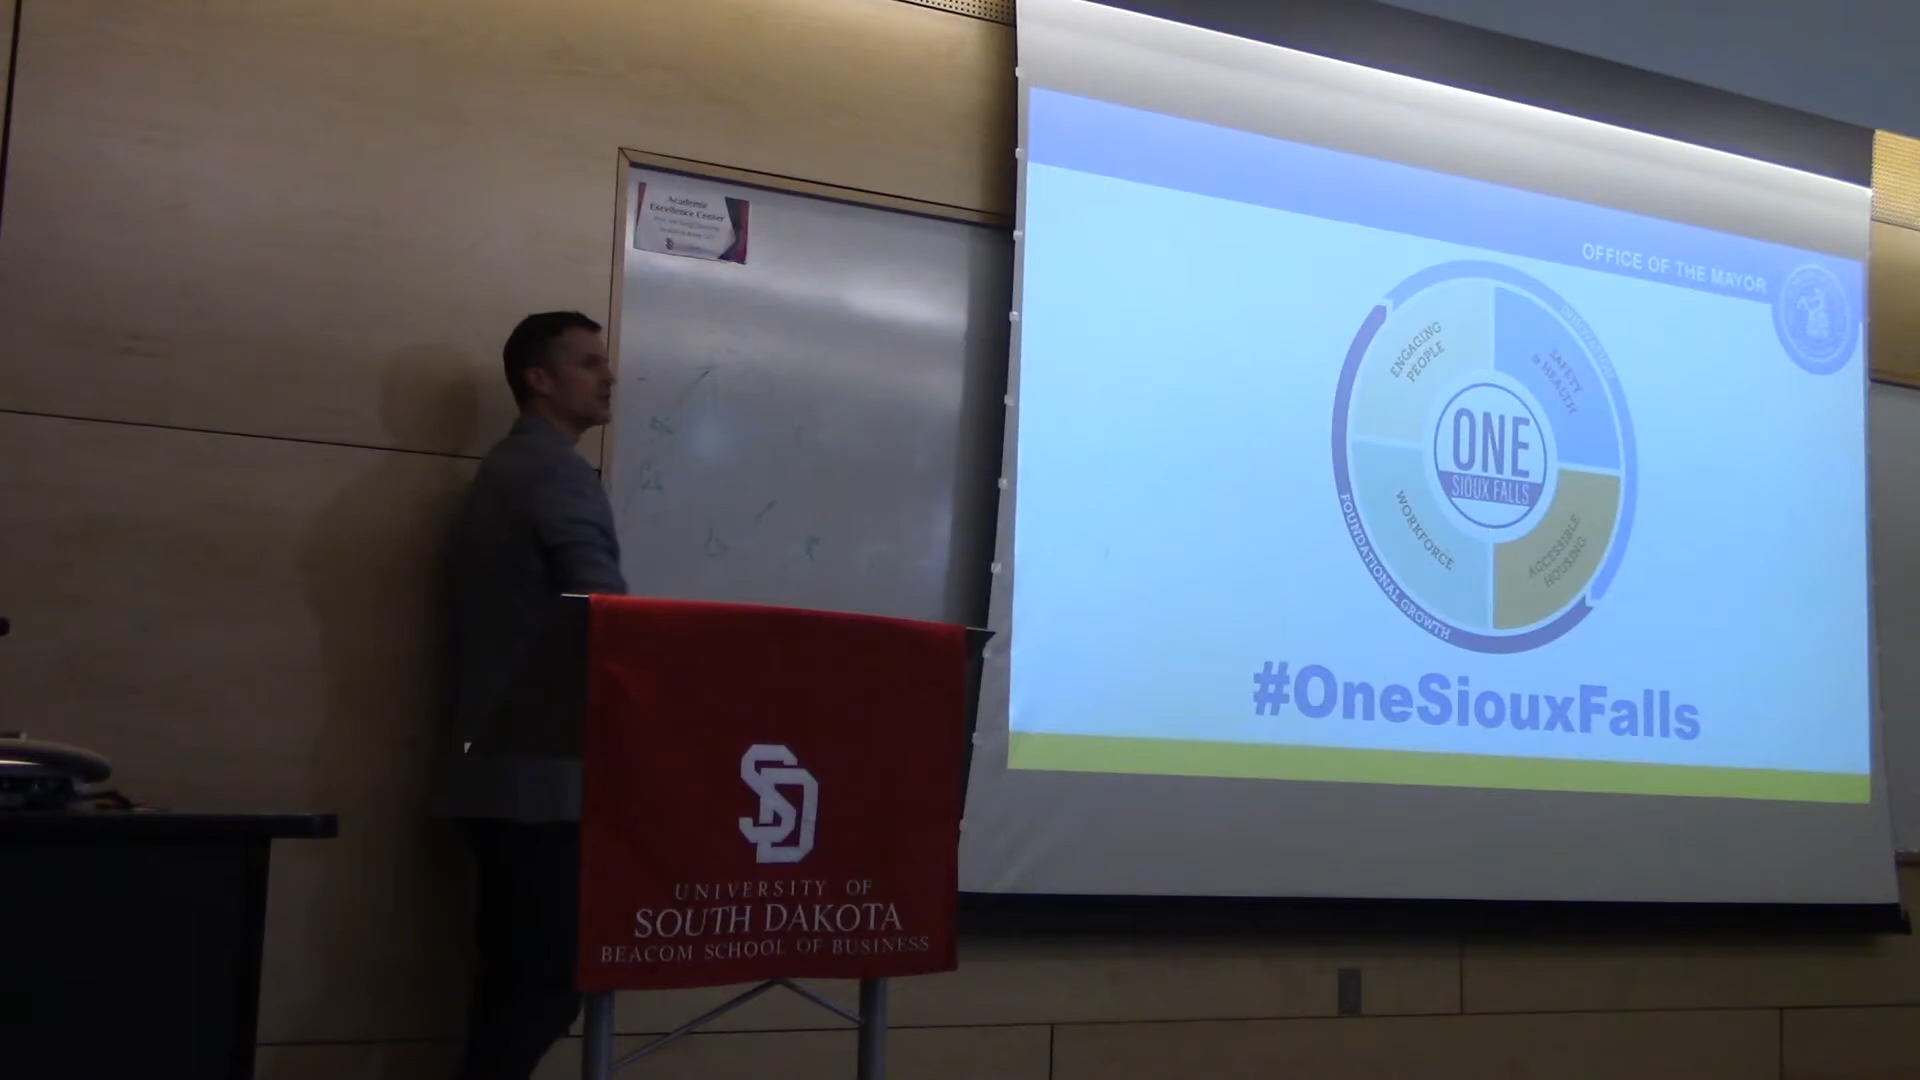 Academic
Excellence Center
OFFICE OF THE MAYOR
INNOVATION
ENGAGING
PEOPLE
SAFETY
& HEALTH
ONE
SIOUX FALLS
WORKFORCE
ACCESSIBLE
HOUSING
FOUNDATIONAL GROWTH
#OneSiouxFalls
SD
UNIVERSITY OF
SOUTH DAKOTA
BEACOM SCHOOL OF BUSINESS